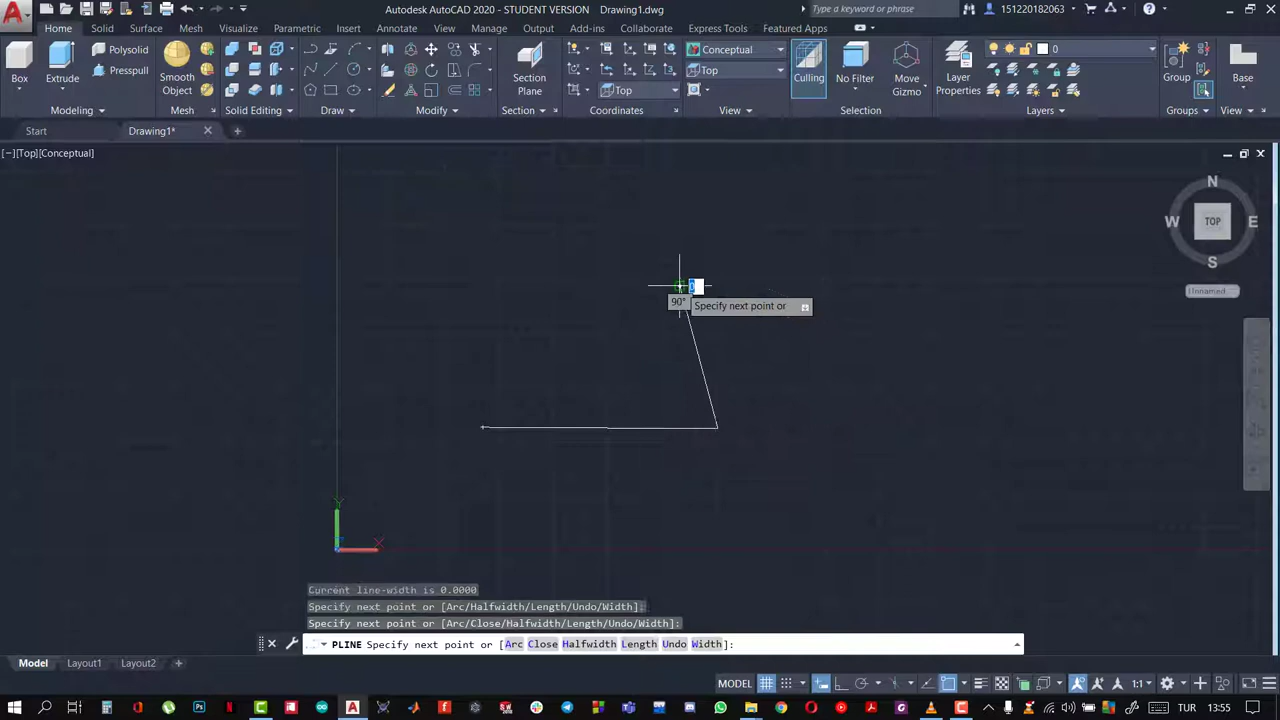 Autodesk AutoCAD 2020 - STUDENT VERSION Drawing1.dwg
Type a keyword or phrase
151220182063
Home Solid Surface Mesh Visualize Parametric Insert Annotate View Manage Output Add-ins Collaborate Express Tools Featured Apps
Box
Extrude
Polysolid
Presspull
Smooth Object
Section Plane
Conceptual
Top
Top
Culling
No Filter
Move Gizmo
Layer Properties
0
Group
Base
Modeling
Mesh
Solid Editing
Draw
Modify
Section
Coordinates
View
Selection
Layers
Groups
View
Start
Drawing1*
[−][Top][Conceptual]
N
W
TOP
E
S
Unnamed...
0
90°
Specify next point or
Y
X
Current line-width is 0.0000
Specify next point or [Arc/Halfwidth/Length/Undo/Width]:
Specify next point or [Arc/Close/Halfwidth/Length/Undo/Width]:
PLINE Specify next point or [Arc Close Halfwidth Length Undo Width]:
Model Layout1 Layout2
MODEL
1:1
TUR 13:55